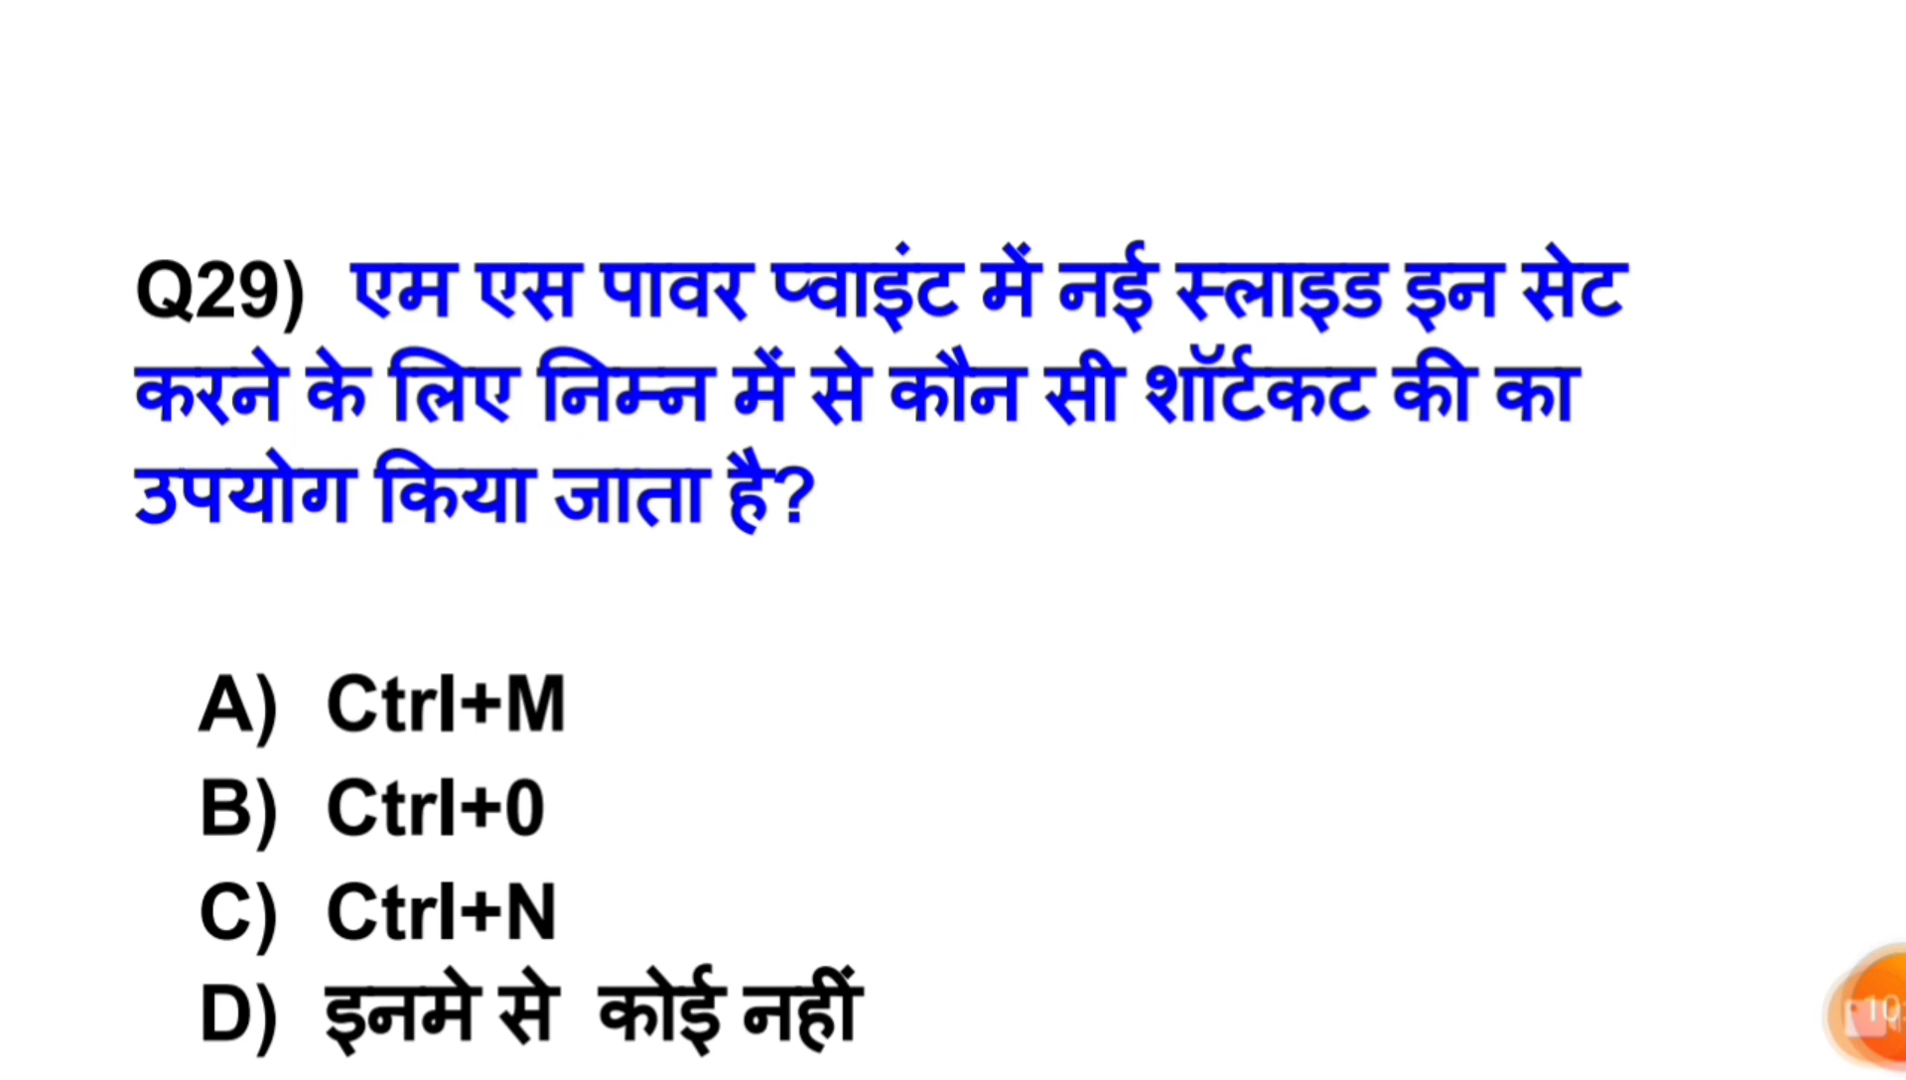 Q29) एम एस पावर प्वाइंट में नई स्लाइड इन सेट
करने के लिए निम्न में से कौन सी शॉर्टकट की का
उपयोग किया जाता है?
A) Ctrl+M
B) Ctrl+0
C) Ctrl+N
D) इनमे से कोई नहीं